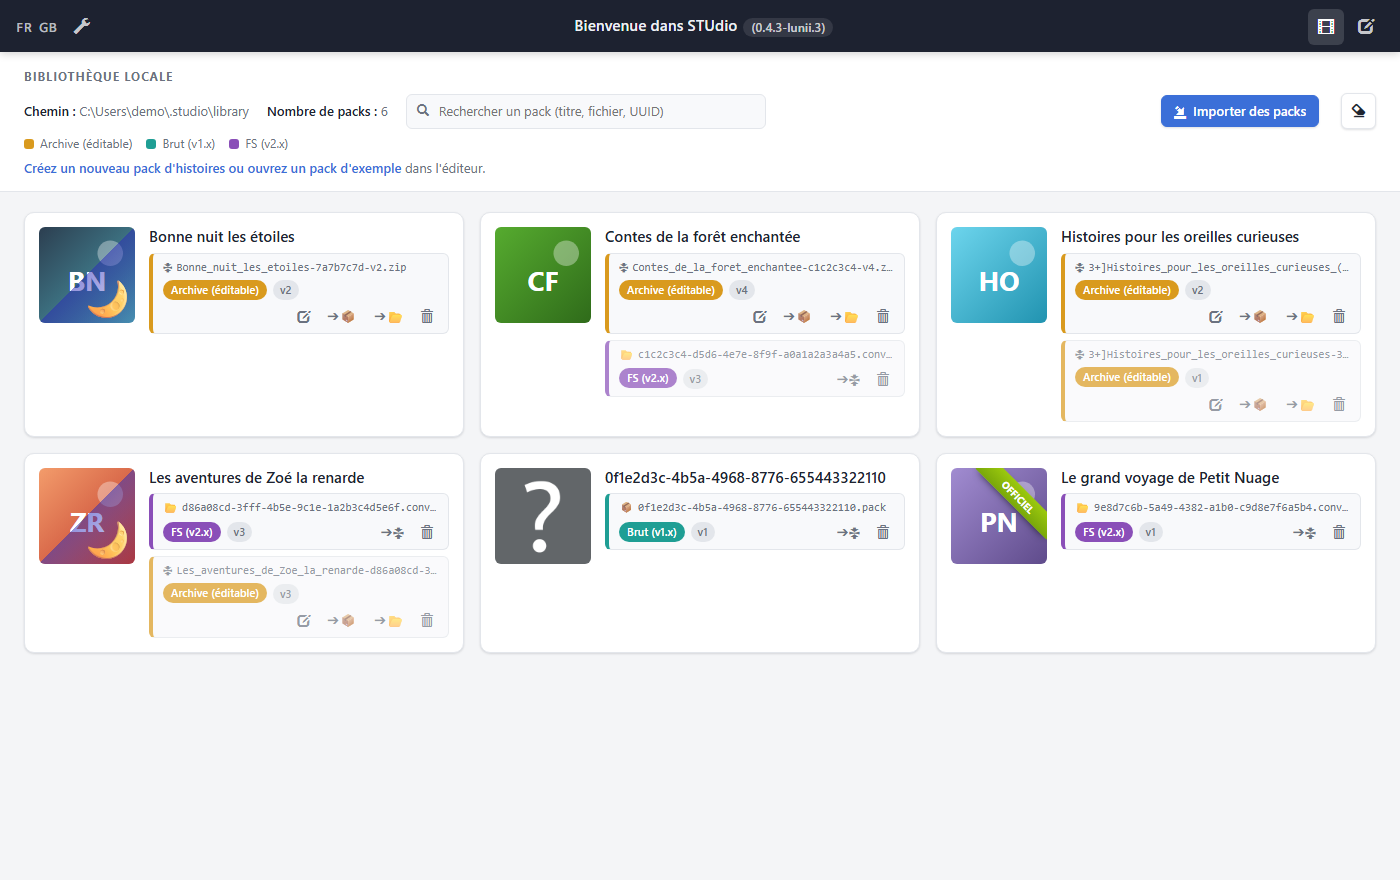 FR GB
Bienvenue dans STUdio (0.4.3-lunii.3)
BIBLIOTHÈQUE LOCALE
Chemin : C:\Users\demo\.studio\library Nombre de packs : 6
Rechercher un pack (titre, fichier, UUID)
Importer des packs
Archive (éditable) Brut (v1.x) FS (v2.x)
Créez un nouveau pack d'histoires ou ouvrez un pack d'exemple dans l'éditeur.
BN
Bonne nuit les étoiles
Bonne_nuit_les_etoiles-7a7b7c7d-v2.zip
Archive (éditable) v2
CF
Contes de la forêt enchantée
Contes_de_la_foret_enchantee-c1c2c3c4-v4.z…
Archive (éditable) v4
c1c2c3c4-d5d6-4e7e-8f9f-a0a1a2a3a4a5.conv…
FS (v2.x) v3
HO
Histoires pour les oreilles curieuses
3+]Histoires_pour_les_oreilles_curieuses_(…
Archive (éditable) v2
3+]Histoires_pour_les_oreilles_curieuses-3…
Archive (éditable) v1
ZR
Les aventures de Zoé la renarde
d86a08cd-3fff-4b5e-9c1e-1a2b3c4d5e6f.conv…
FS (v2.x) v3
Les_aventures_de_Zoe_la_renarde-d86a08cd-3…
Archive (éditable) v3
?
0f1e2d3c-4b5a-4968-8776-655443322110
0f1e2d3c-4b5a-4968-8776-655443322110.pack
Brut (v1.x) v1
OFFICIEL
PN
Le grand voyage de Petit Nuage
9e8d7c6b-5a49-4382-a1b0-c9d8e7f6a5b4.conv…
FS (v2.x) v1